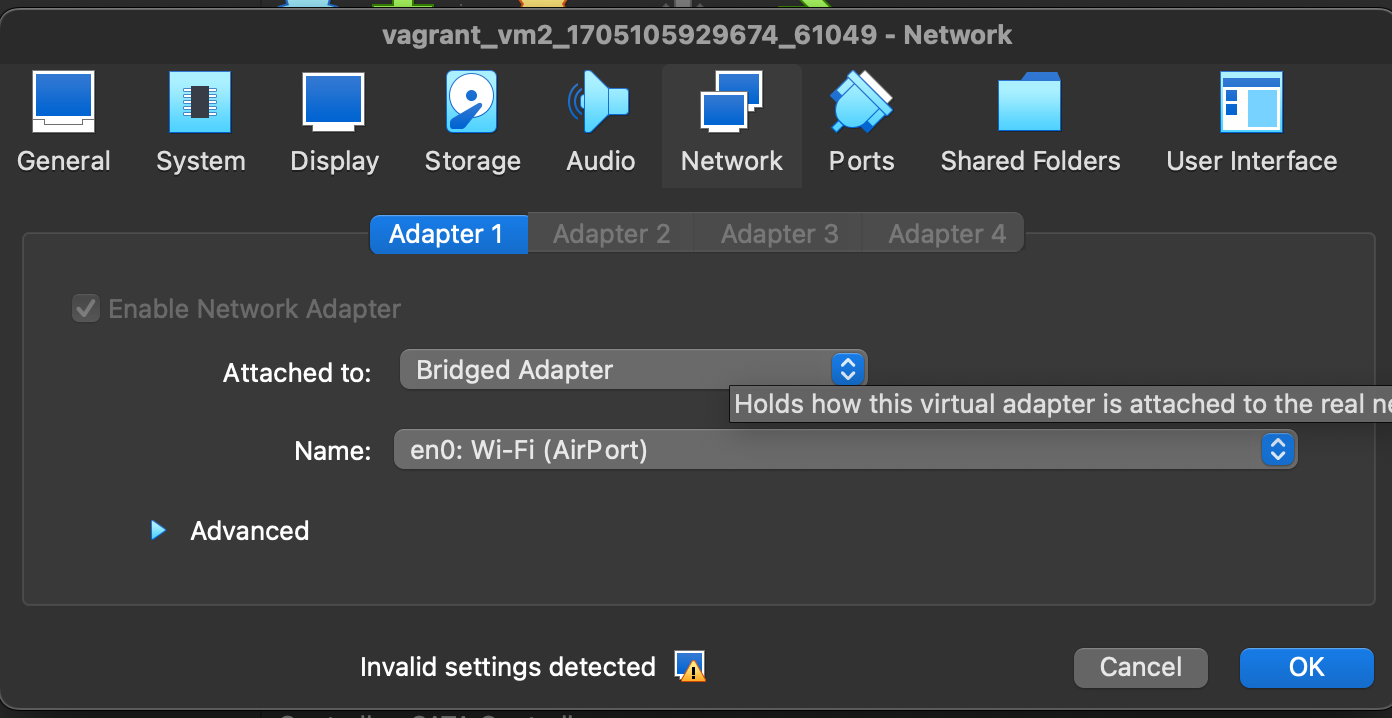 vagrant_vm2_1705105929674_61049 - Network
General System Display Storage Audio Network Ports Shared Folders User Interface
Adapter 1 Adapter 2 Adapter 3 Adapter 4
Enable Network Adapter
Attached to: Bridged Adapter
Holds how this virtual adapter is attached to the real
Name: en0: Wi-Fi (AirPort)
Advanced
Invalid settings detected Cancel OK